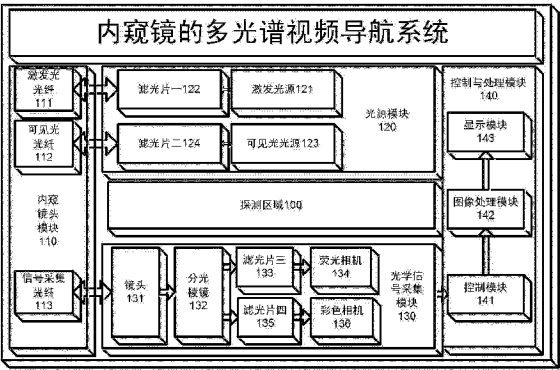 内窥镜的多光谱视频导航系统
激发光
光纤
111
可见光
光纤
112
内窥
镜头
模块
110
信号采集
光纤
113
滤光片一122
激发光源121
滤光片二124
可见光光源123
光源模块
120
探测区域100
镜头
131
分光
棱镜
132
滤光片三
133
荧光相机
134
滤光片四
135
彩色相机
136
光学信
号采集
模块
130
控制与处理模块
140
显示模块
143
图像处理模块
142
控制模块
141